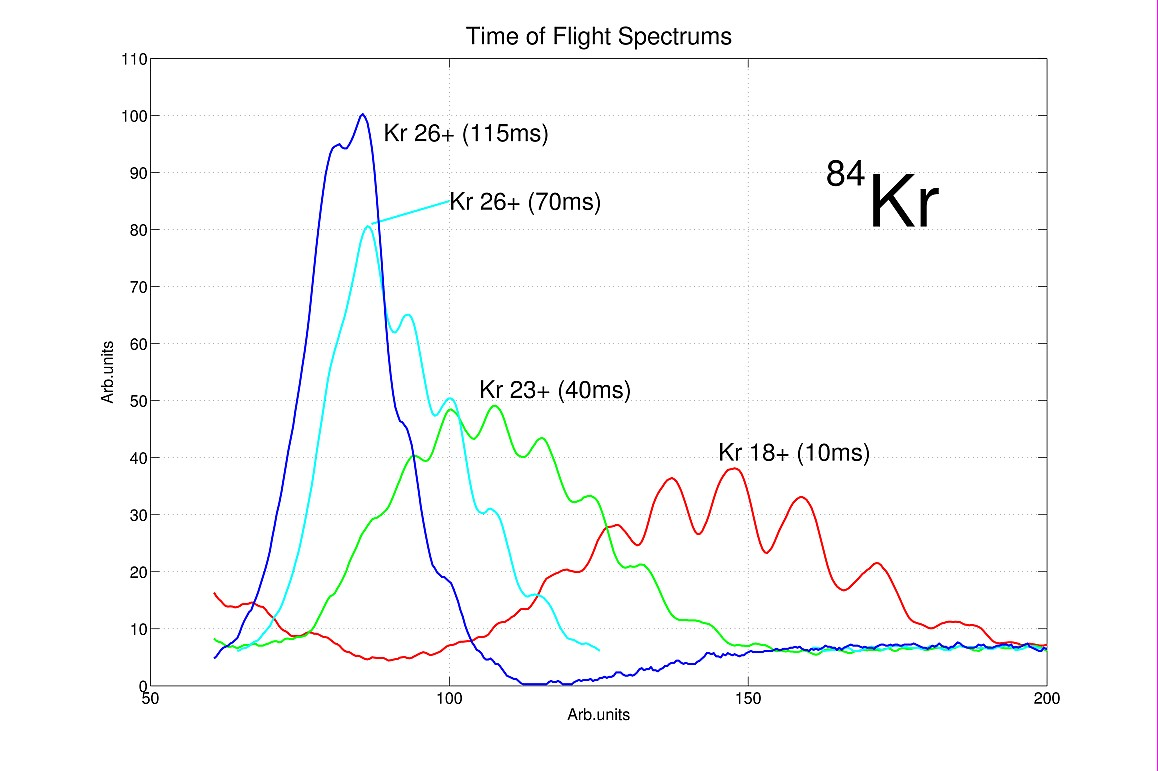 Time of Flight Spectrums
110
100
90
80
70
60
50
40
30
20
10
0
Arb.units
Kr 26+ (115ms)
Kr 26+ (70ms)
84Kr
Kr 23+ (40ms)
Kr 18+ (10ms)
50 100 150 200
Arb.units